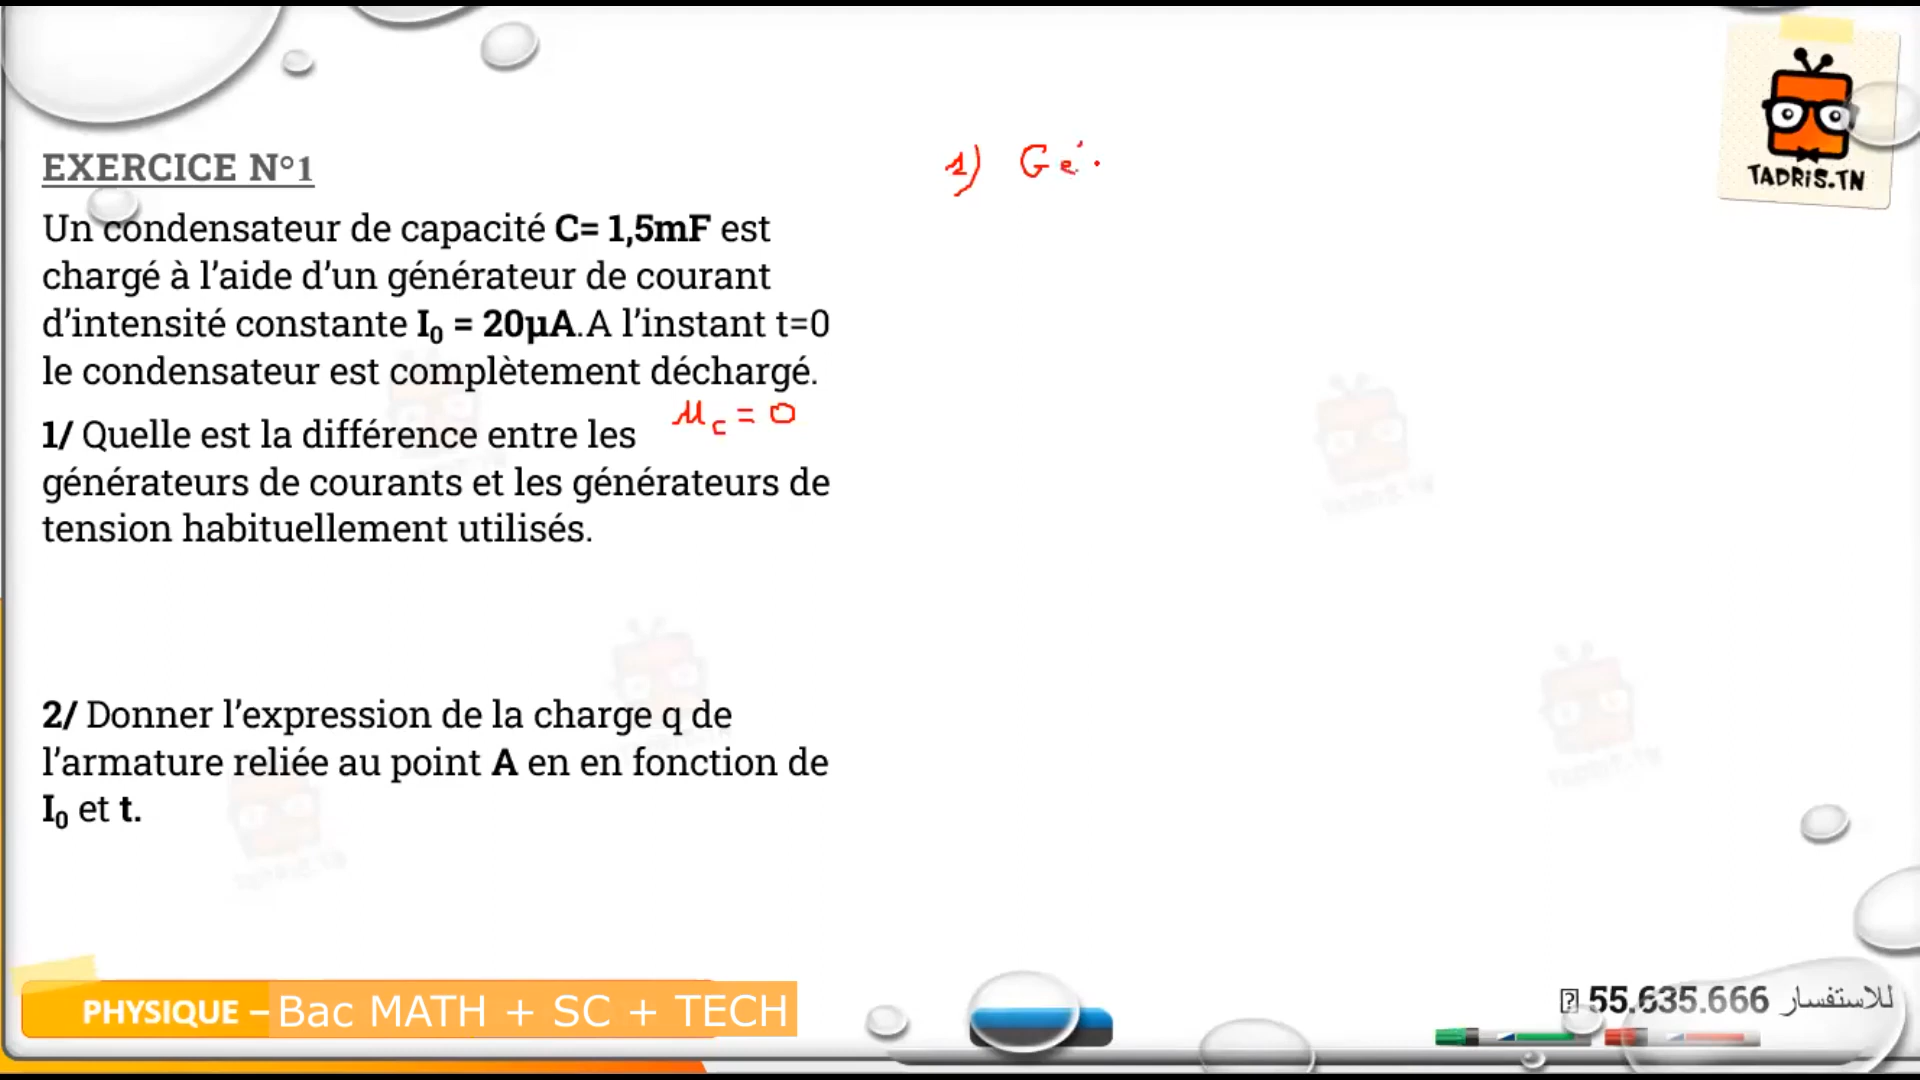 EXERCICE N°1
Un condensateur de capacité C= 1,5mF est
chargé à l’aide d’un générateur de courant
d’intensité constante I₀ = 20µA.A l’instant t=0
le condensateur est complètement déchargé.
u_c = 0
1/ Quelle est la différence entre les
générateurs de courants et les générateurs de
tension habituellement utilisés.
2/ Donner l’expression de la charge q de
l’armature reliée au point A en en fonction de
I₀ et t.
1) Gé.
TADRiS.TN
PHYSIQUE – Bac MATH + SC + TECH
55.635.666 للاستفسار